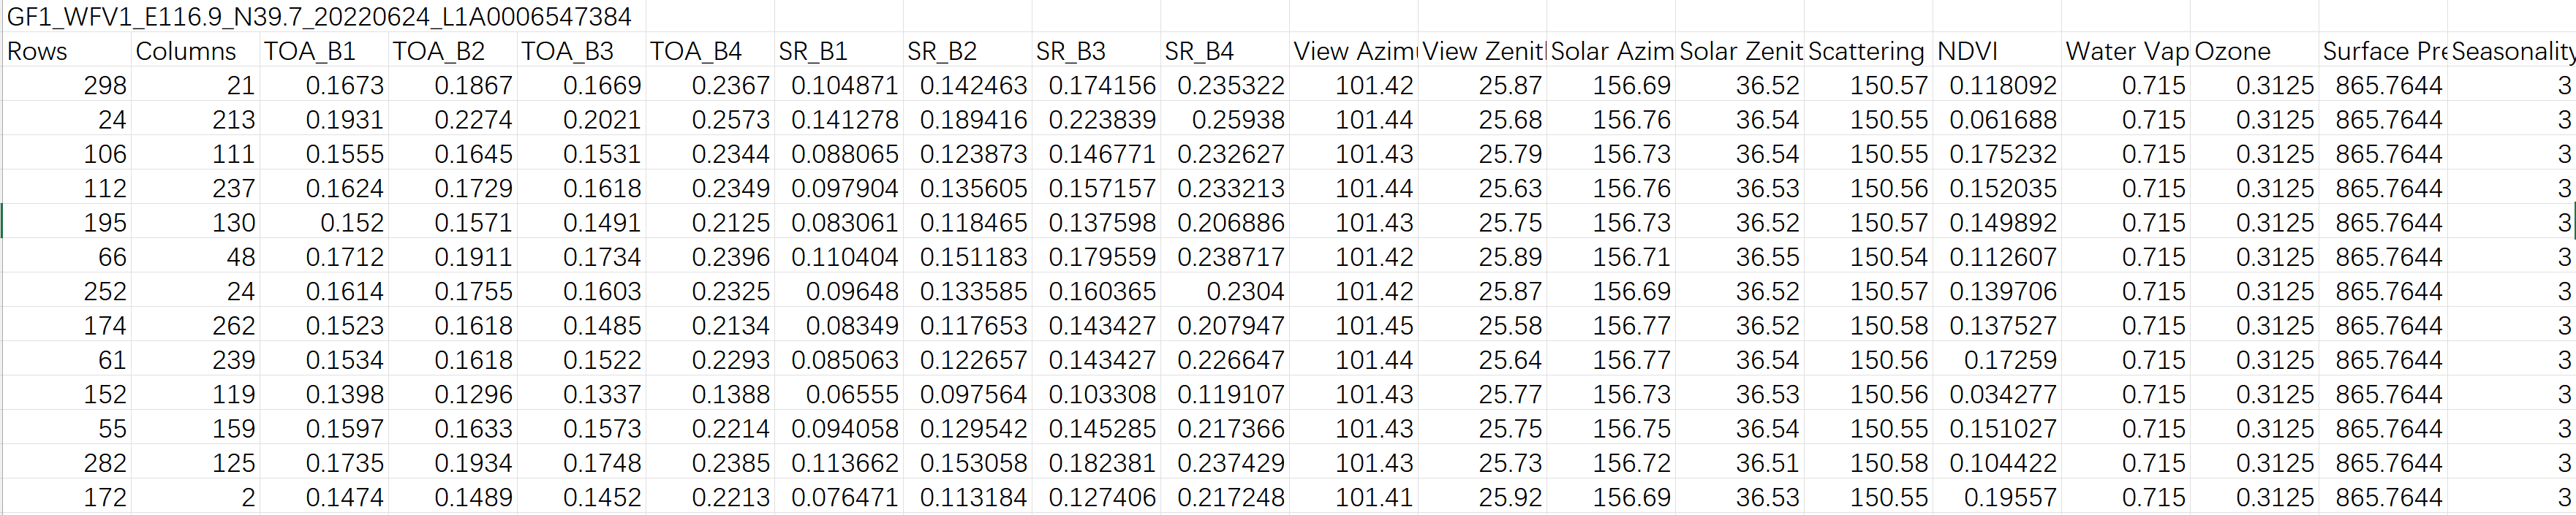 GF1_WFV1_E116.9_N39.7_20220624_L1A0006547384
Rows Columns TOA_B1 TOA_B2 TOA_B3 TOA_B4 SR_B1 SR_B2 SR_B3 SR_B4 View Azim View Zenit Solar Azim Solar Zenit Scattering NDVI Water Vap Ozone Surface Pre Seasonality
298 21 0.1673 0.1867 0.1669 0.2367 0.104871 0.142463 0.174156 0.235322 101.42 25.87 156.69 36.52 150.57 0.118092 0.715 0.3125 865.7644 3
24 213 0.1931 0.2274 0.2021 0.2573 0.141278 0.189416 0.223839 0.25938 101.44 25.68 156.76 36.54 150.55 0.061688 0.715 0.3125 865.7644 3
106 111 0.1555 0.1645 0.1531 0.2344 0.088065 0.123873 0.146771 0.232627 101.43 25.79 156.73 36.54 150.55 0.175232 0.715 0.3125 865.7644 3
112 237 0.1624 0.1729 0.1618 0.2349 0.097904 0.135605 0.157157 0.233213 101.44 25.63 156.76 36.53 150.56 0.152035 0.715 0.3125 865.7644 3
195 130 0.152 0.1571 0.1491 0.2125 0.083061 0.118465 0.137598 0.206886 101.43 25.75 156.73 36.52 150.57 0.149892 0.715 0.3125 865.7644 3
66 48 0.1712 0.1911 0.1734 0.2396 0.110404 0.151183 0.179559 0.238717 101.42 25.89 156.71 36.55 150.54 0.112607 0.715 0.3125 865.7644 3
252 24 0.1614 0.1755 0.1603 0.2325 0.09648 0.133585 0.160365 0.2304 101.42 25.87 156.69 36.52 150.57 0.139706 0.715 0.3125 865.7644 3
174 262 0.1523 0.1618 0.1485 0.2134 0.08349 0.117653 0.143427 0.207947 101.45 25.58 156.77 36.52 150.58 0.137527 0.715 0.3125 865.7644 3
61 239 0.1534 0.1618 0.1522 0.2293 0.085063 0.122657 0.143427 0.226647 101.44 25.64 156.77 36.54 150.56 0.17259 0.715 0.3125 865.7644 3
152 119 0.1398 0.1296 0.1337 0.1388 0.06555 0.097564 0.103308 0.119107 101.43 25.77 156.73 36.53 150.56 0.034277 0.715 0.3125 865.7644 3
55 159 0.1597 0.1633 0.1573 0.2214 0.094058 0.129542 0.145285 0.217366 101.43 25.75 156.75 36.54 150.55 0.151027 0.715 0.3125 865.7644 3
282 125 0.1735 0.1934 0.1748 0.2385 0.113662 0.153058 0.182381 0.237429 101.43 25.73 156.72 36.51 150.58 0.104422 0.715 0.3125 865.7644 3
172 2 0.1474 0.1489 0.1452 0.2213 0.076471 0.113184 0.127406 0.217248 101.41 25.92 156.69 36.53 150.55 0.19557 0.715 0.3125 865.7644 3